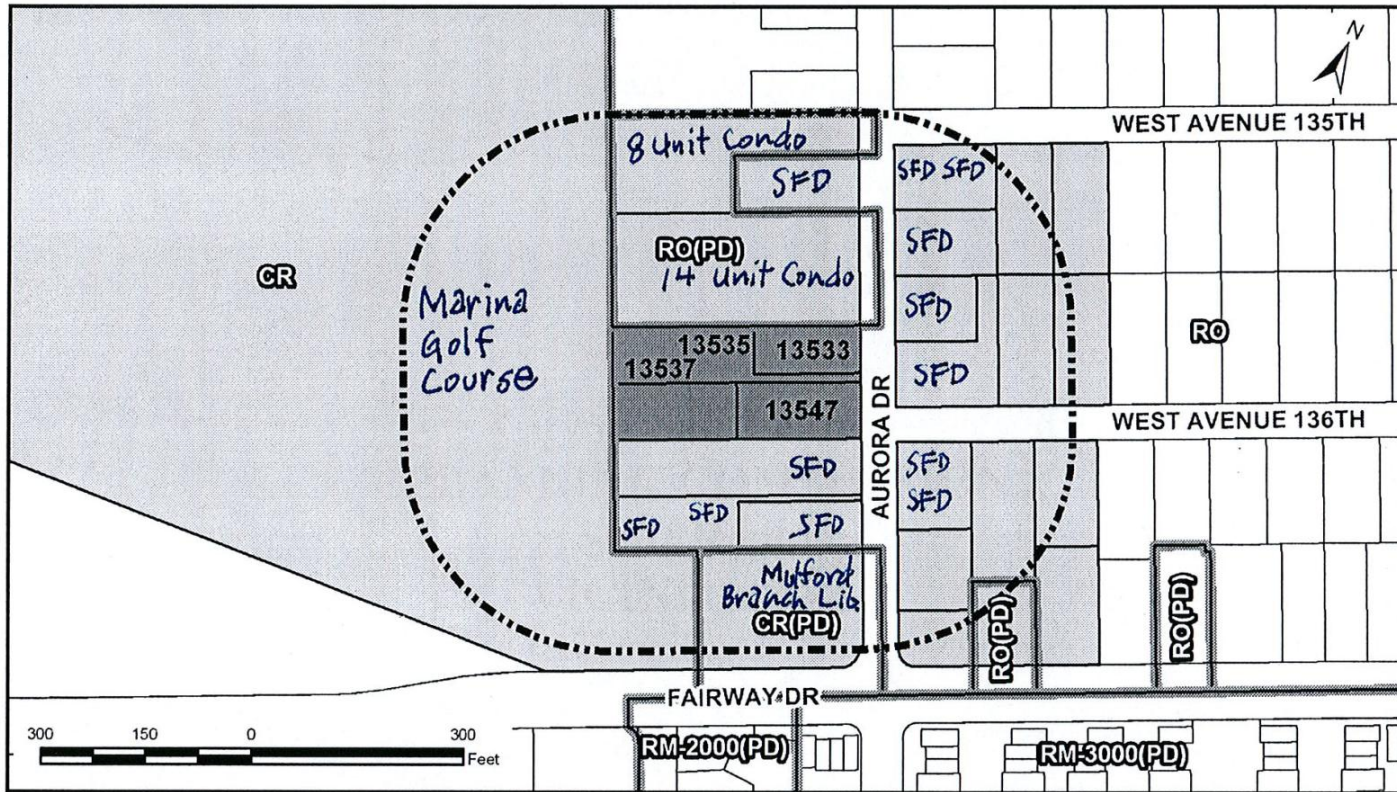 N
WEST AVENUE 135TH
8 Unit Condo
SFD
SFD SFD
SFD
RO(PD)
14 Unit Condo
CR
Marina
Golf
Course
SFD
RO
13535
13533
13537
SFD
13547
AURORA DR
WEST AVENUE 136TH
SFD
SFD
SFD
SFD
SFD
SFD
Mulford
Branch Lib.
CR(PD)
RO(PD)
RO(PD)
FAIRWAY DR
300 150 0 300
Feet
RM-2000(PD)
RM-3000(PD)